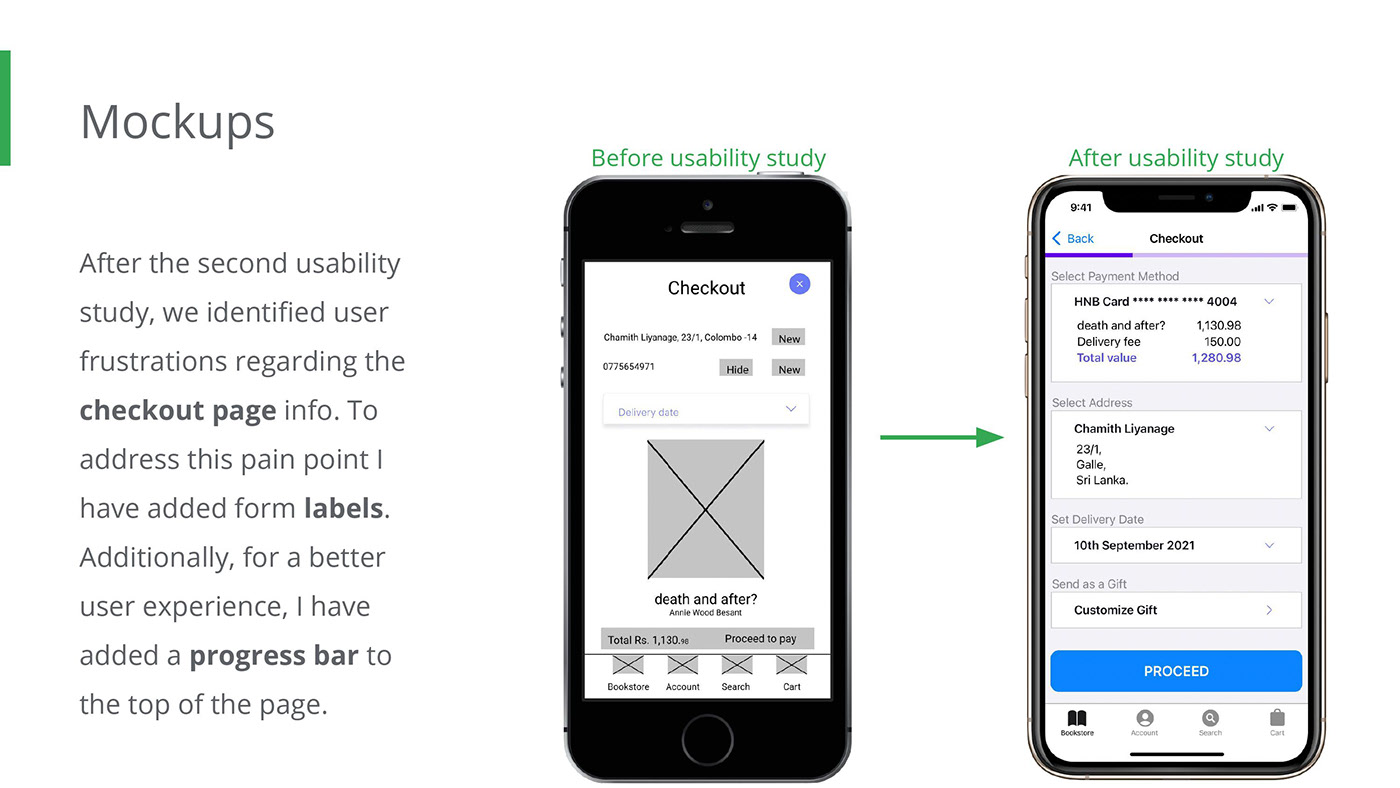 Mockups
After the second usability
study, we identified user
frustrations regarding the
checkout page info. To
address this pain point I
have added form labels.
Additionally, for a better
user experience, I have
added a progress bar to
the top of the page.
Before usability study
Checkout
x
Chamith Liyanage, 23/1, Colombo -14 New
0775654971 Hide New
Delivery date
death and after?
Annie Wood Besant
Total Rs. 1,130.98 Proceed to pay
Bookstore Account Search Cart
After usability study
9:41
Back Checkout
Select Payment Method
HNB Card **** **** **** 4004
death and after? 1,130.98
Delivery fee 150.00
Total value 1,280.98
Select Address
Chamith Liyanage
23/1,
Galle,
Sri Lanka.
Set Delivery Date
10th September 2021
Send as a Gift
Customize Gift
PROCEED
Bookstore Account Search Cart